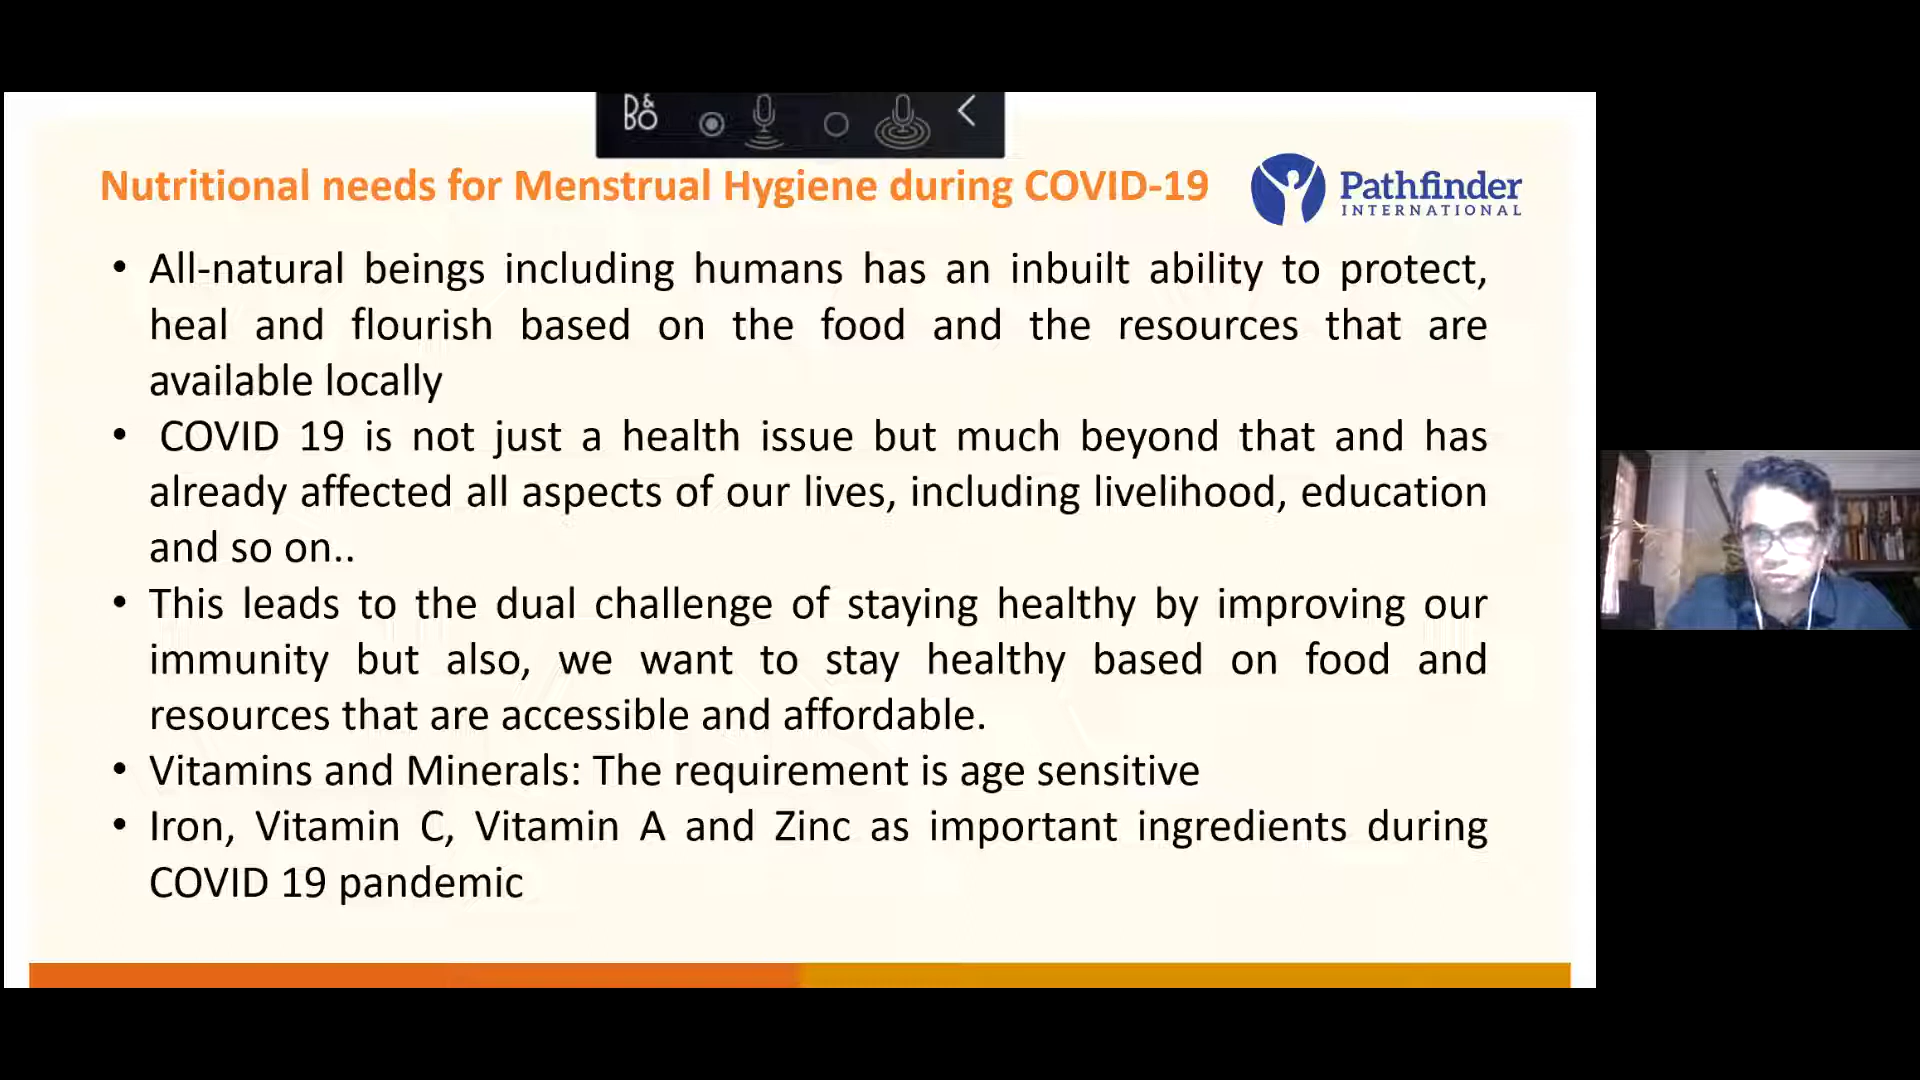 B&O
Nutritional needs for Menstrual Hygiene during COVID-19
Pathfinder
INTERNATIONAL
• All-natural beings including humans has an inbuilt ability to protect,
heal and flourish based on the food and the resources that are
available locally
• COVID 19 is not just a health issue but much beyond that and has
already affected all aspects of our lives, including livelihood, education
and so on..
• This leads to the dual challenge of staying healthy by improving our
immunity but also, we want to stay healthy based on food and
resources that are accessible and affordable.
• Vitamins and Minerals: The requirement is age sensitive
• Iron, Vitamin C, Vitamin A and Zinc as important ingredients during
COVID 19 pandemic